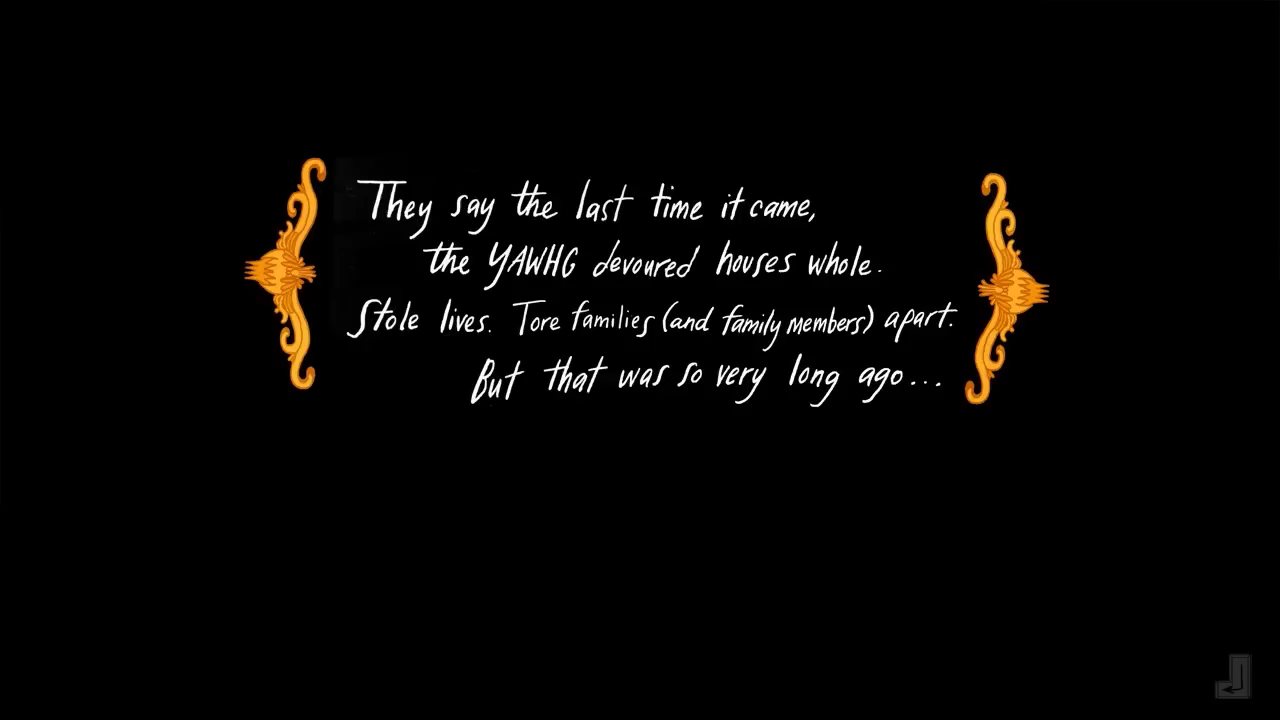 They say the last time it came,
the YAWHG devoured houses whole.
Stole lives. Tore families (and family members) apart.
But that was so very long ago...
J